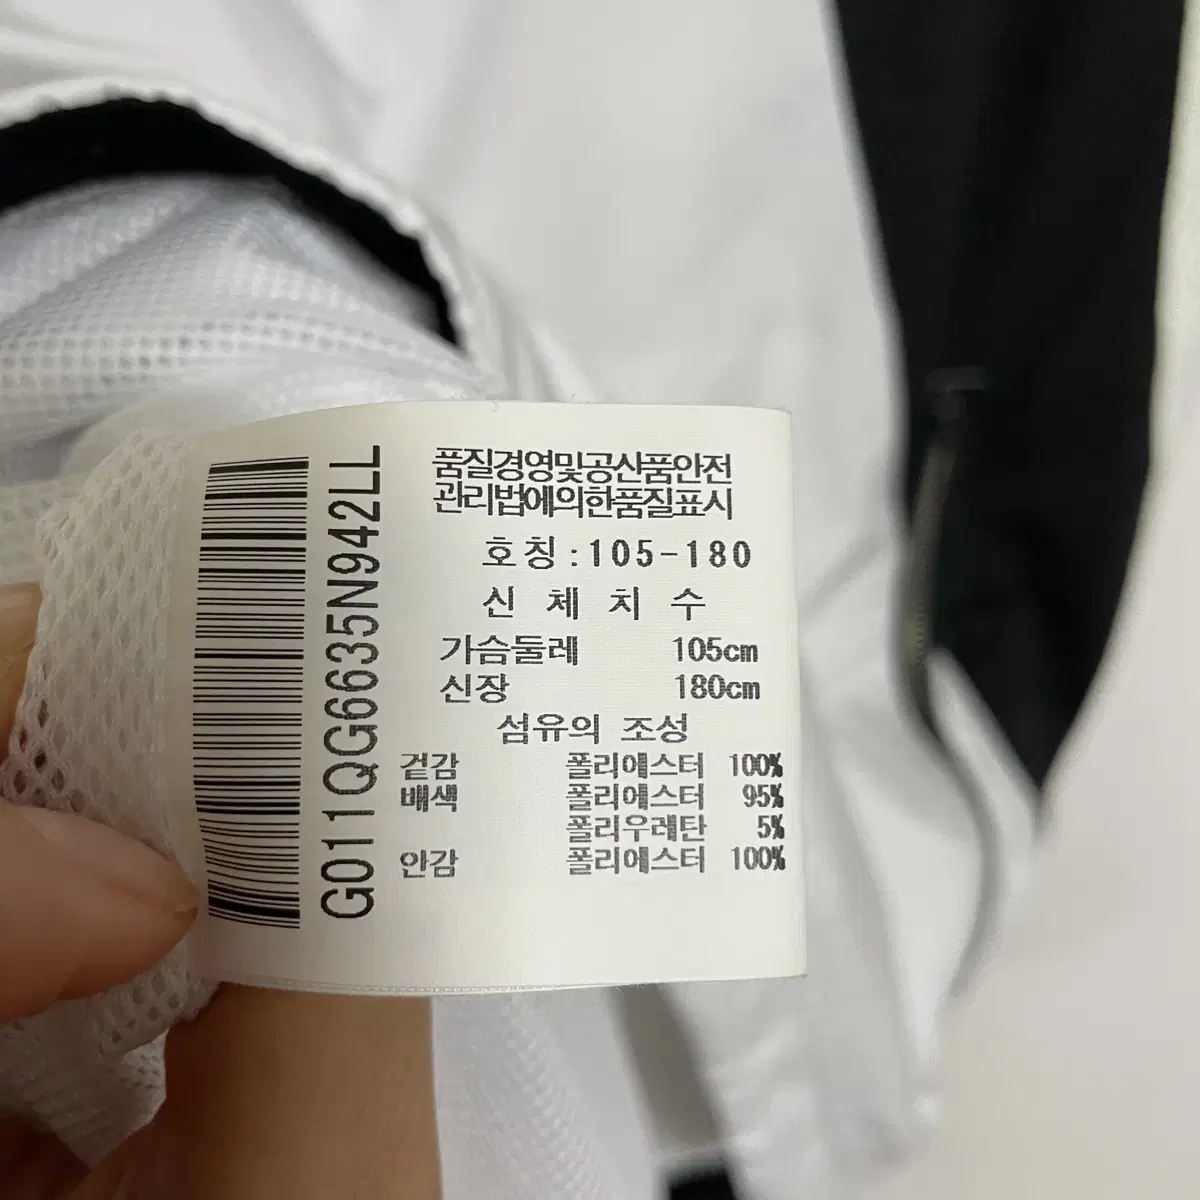 품질경영및공산품안전
관리법에의한품질표시
호칭:105-180
신 체 치 수
가슴둘레 105cm
신장 180cm
섬유의 조성
겉감 폴리에스터 100%
배색 폴리에스터 95%
폴리우레탄 5%
안감 폴리에스터 100%
G011QG6635N942LL